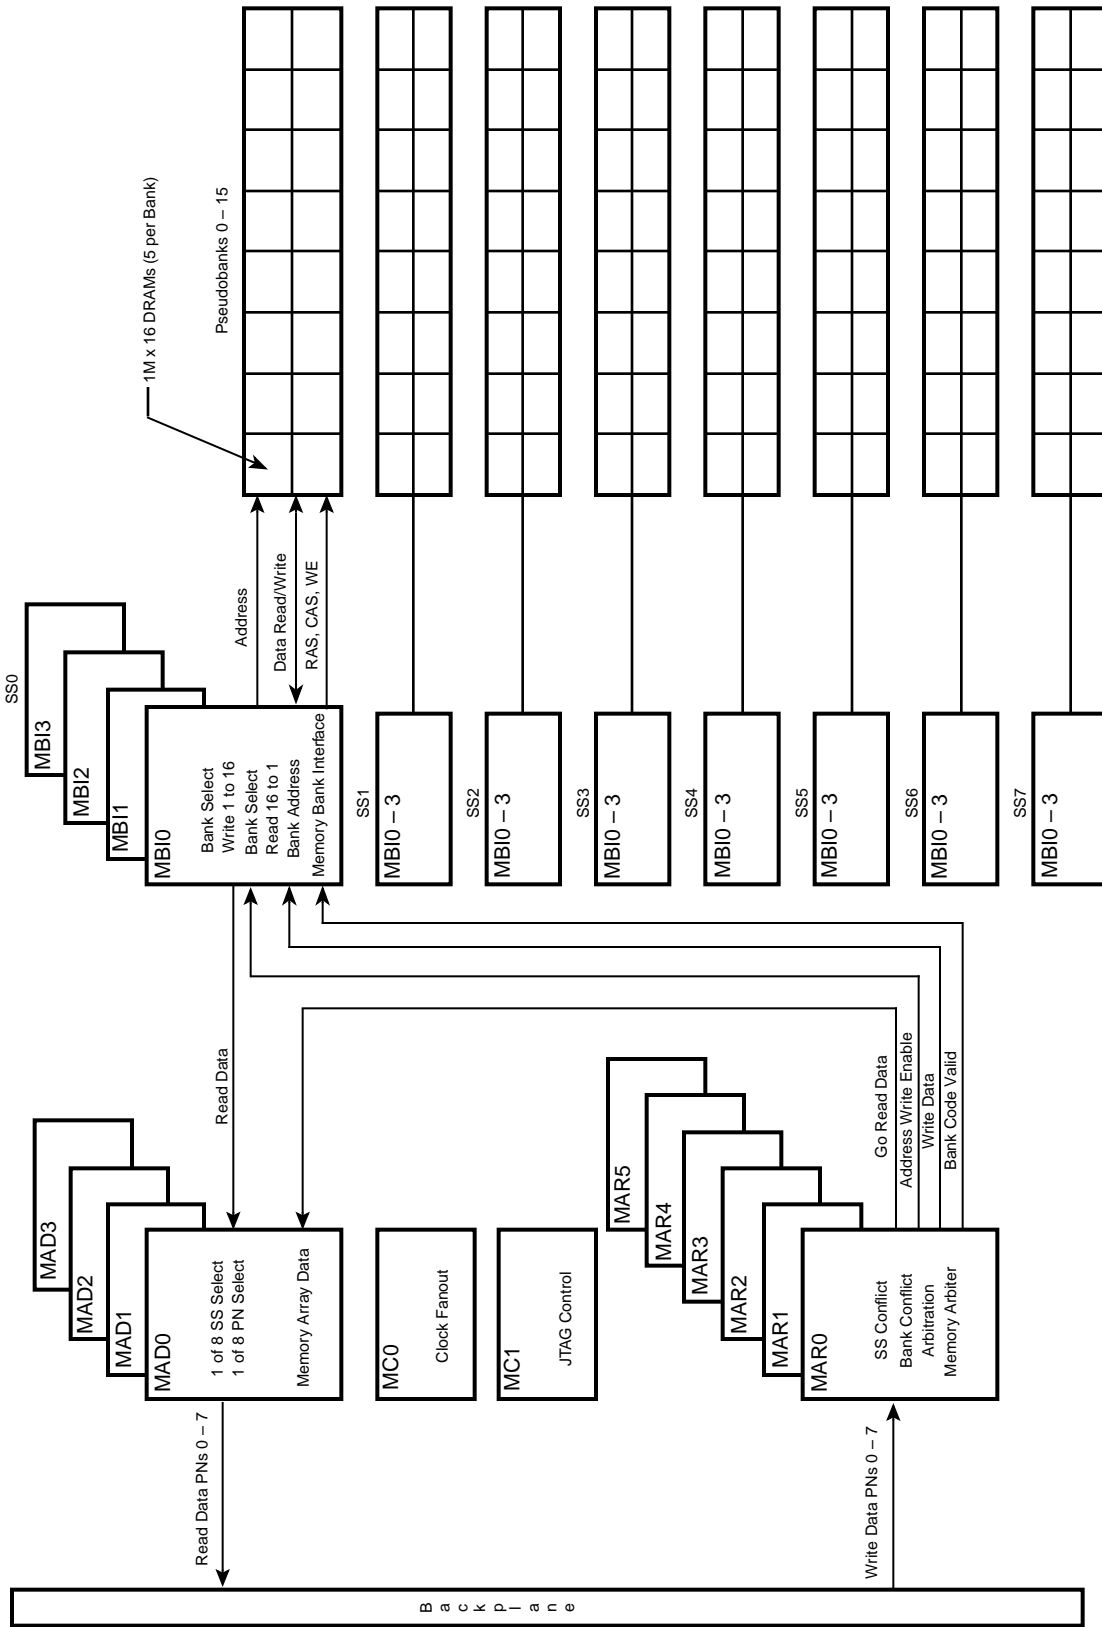 Backplane
Read Data PNs 0 – 7
Write Data PNs 0 – 7
MAD3
MAD2
MAD1
MAD0
1 of 8 SS Select
1 of 8 PN Select
Memory Array Data
MC0
Clock Fanout
MC1
JTAG Control
MAR5
MAR4
MAR3
MAR2
MAR1
MAR0
SS Conflict
Bank Conflict
Arbitration
Memory Arbiter
Read Data
Go Read Data
Address Write Enable
Write Data
Bank Code Valid
SS0
MBI3
MBI2
MBI1
MBI0
Bank Select
Write 1 to 16
Bank Select
Read 16 to 1
Bank Address
Memory Bank Interface
SS1
MBI0 – 3
SS2
MBI0 – 3
SS3
MBI0 – 3
SS4
MBI0 – 3
SS5
MBI0 – 3
SS6
MBI0 – 3
SS7
MBI0 – 3
Address
Data Read/Write
RAS, CAS, WE
1M x 16 DRAMs (5 per Bank)
Pseudobanks 0 – 15